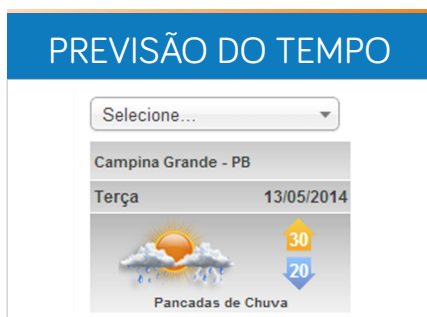 PREVISÃO DO TEMPO
Selecione...
Campina Grande - PB
Terça 13/05/2014
30
20
Pancadas de Chuva